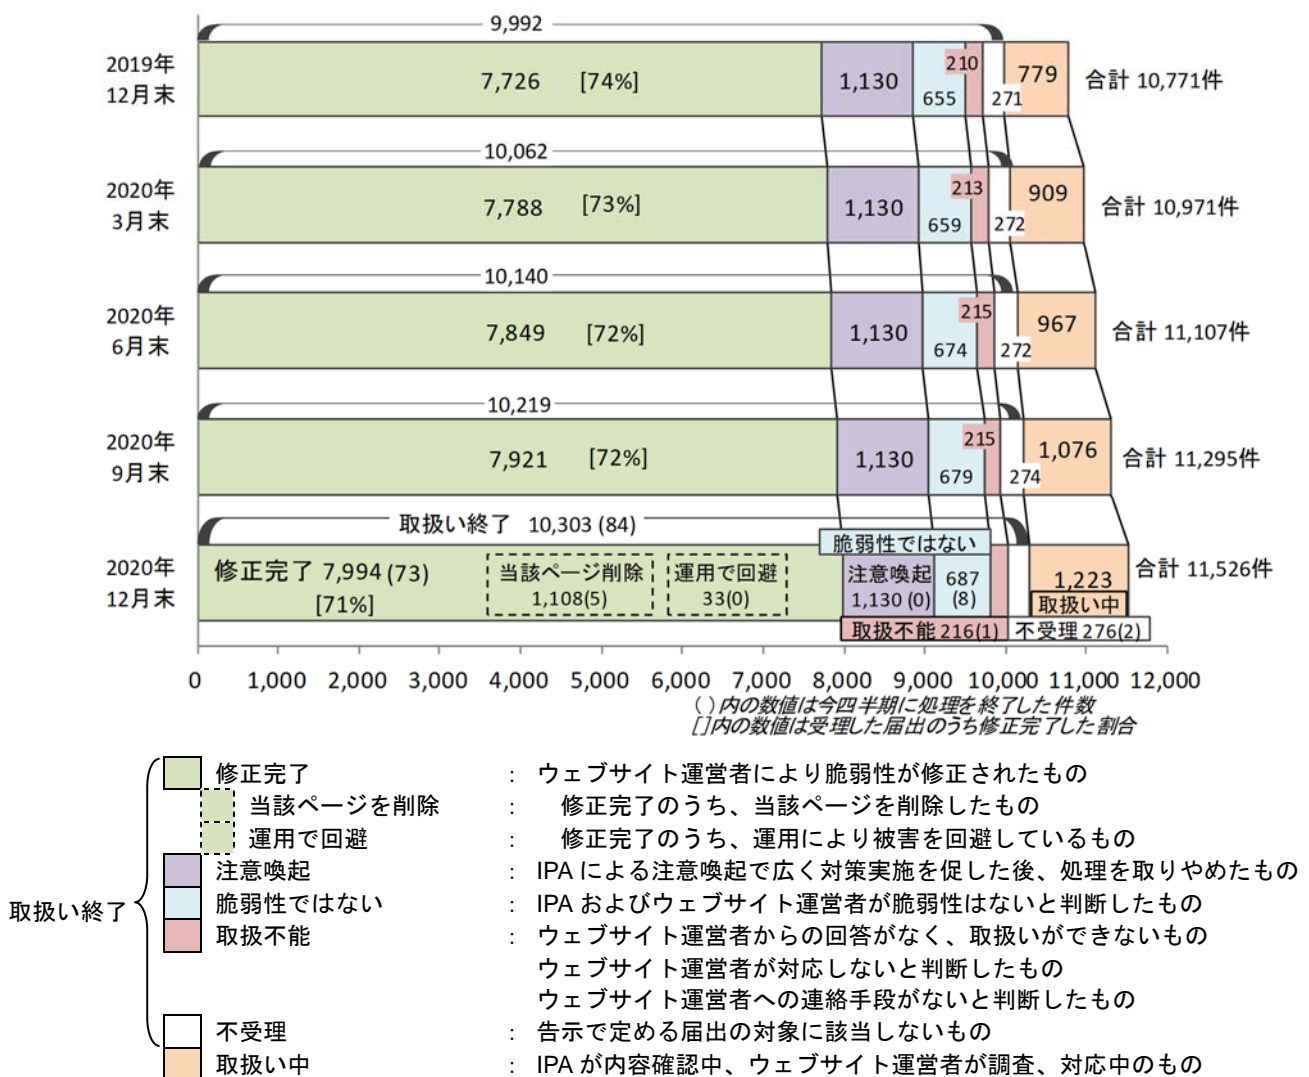 9,992
2019年
12月末
7,726 [74%] 1,130 655 210 271 779 合計 10,771件
10,062
2020年
3月末
7,788 [73%] 1,130 659 213 272 909 合計 10,971件
10,140
2020年
6月末
7,849 [72%] 1,130 674 215 272 967 合計 11,107件
10,219
2020年
9月末
7,921 [72%] 1,130 679 215 274 1,076 合計 11,295件
取扱い終了 10,303 (84)
脆弱性ではない
2020年
12月末
修正完了 7,994 (73)
[71%]
当該ページ削除
1,108(5)
運用で回避
33(0)
注意喚起
1,130 (0)
687
(8)
1,223
取扱い中
合計 11,526件
取扱不能 216(1) 不受理 276(2)
0 1,000 2,000 3,000 4,000 5,000 6,000 7,000 8,000 9,000 10,000 11,000 12,000
( )内の数値は今四半期に処理を終了した件数
[]内の数値は受理した届出のうち修正完了した割合
取扱い終了
修正完了 : ウェブサイト運営者により脆弱性が修正されたもの
当該ページを削除 : 修正完了のうち、当該ページを削除したもの
運用で回避 : 修正完了のうち、運用により被害を回避しているもの
注意喚起 : IPA による注意喚起で広く対策実施を促した後、処理を取りやめたもの
脆弱性ではない : IPA およびウェブサイト運営者が脆弱性はないと判断したもの
取扱不能 : ウェブサイト運営者からの回答がなく、取扱いができないもの
ウェブサイト運営者が対応しないと判断したもの
ウェブサイト運営者への連絡手段がないと判断したもの
不受理 : 告示で定める届出の対象に該当しないもの
取扱い中 : IPA が内容確認中、ウェブサイト運営者が調査、対応中のもの